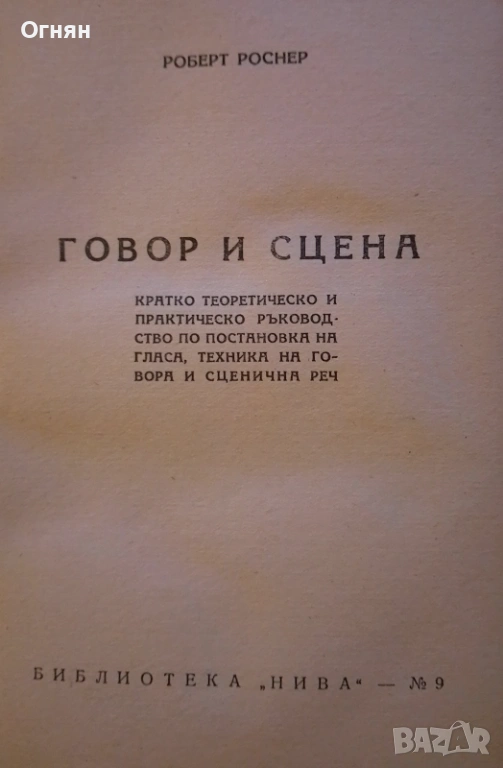 Огнян
РОБЕРТ РОСНЕР
ГОВОР И СЦЕНА
КРАТКО ТЕОРЕТИЧЕСКО И
ПРАКТИЧЕСКО РЪКОВОД-
СТВО ПО ПОСТАНОВКА НА
ГЛАСА, ТЕХНИКА НА ГО-
ВОРА И СЦЕНИЧНА РЕЧ
БИБЛИОТЕКА „НИВА“ — № 9
BAZAR